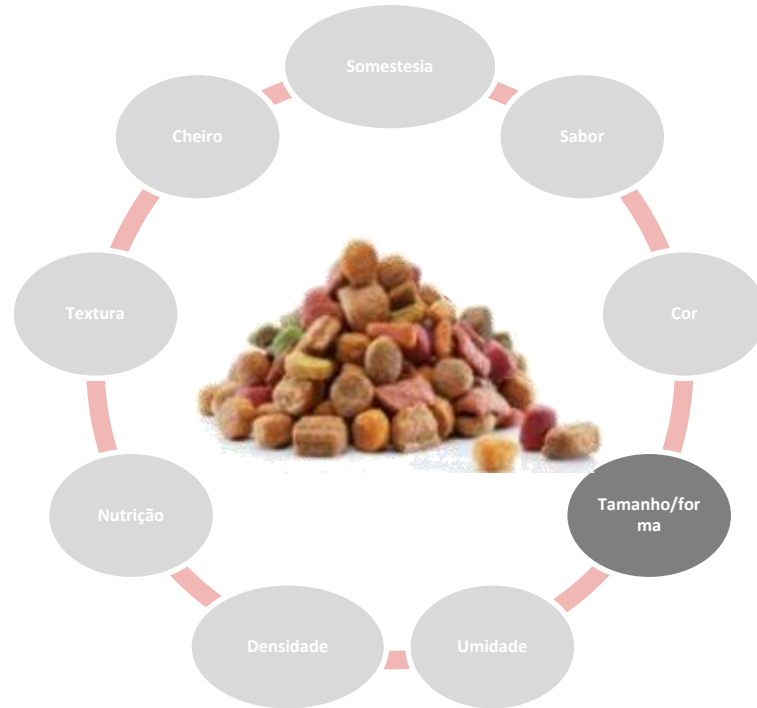 Somestesia
Cheiro
Sabor
Textura
Cor
Nutrição
Tamanho/for
ma
Densidade
Umidade